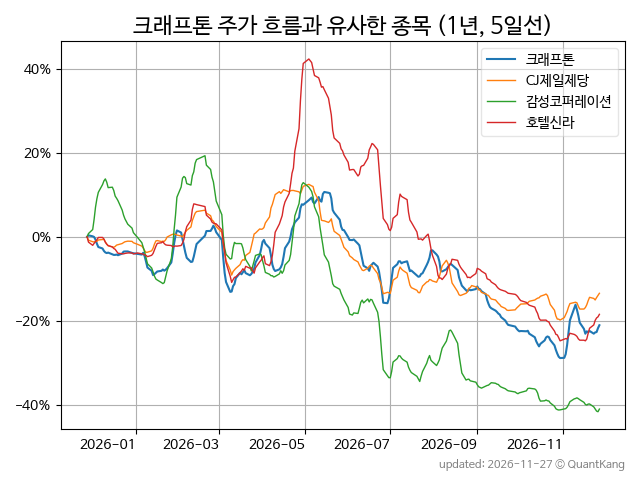 크래프톤 주가 흐름과 유사한 종목 (1년, 5일선)
크래프톤
CJ제일제당
감성코퍼레이션
호텔신라
40%
20%
0%
−20%
−40%
2026-01
2026-03
2026-05
2026-07
2026-09
2026-11
updated: 2026-11-27 © QuantKang